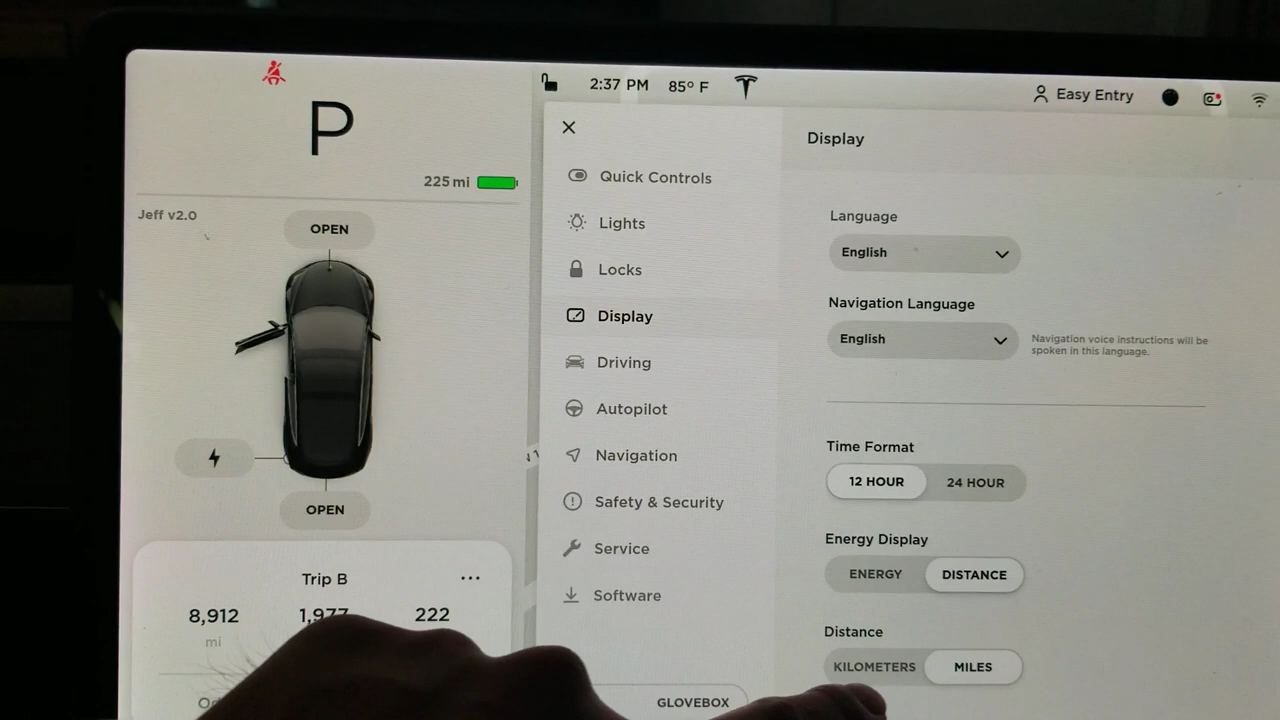 2:37 PM 85° F
Easy Entry
P
225 mi
Jeff v2.0
OPEN
OPEN
Trip B
8,912 1,977 222
mi
Quick Controls
Lights
Locks
Display
Driving
Autopilot
Navigation
Safety & Security
Service
Software
GLOVEBOX
Display
Language
English
Navigation Language
English
Navigation voice instructions will be
spoken in this language.
Time Format
12 HOUR 24 HOUR
Energy Display
ENERGY DISTANCE
Distance
KILOMETERS MILES